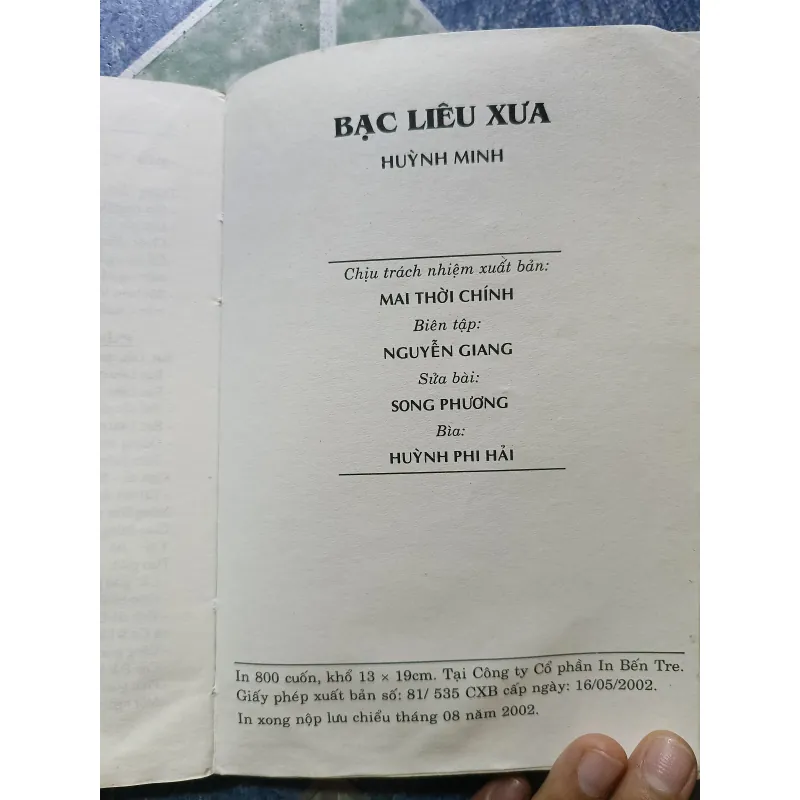 BẠC LIÊU XƯA
HUỲNH MINH
Chịu trách nhiệm xuất bản:
MAI THỜI CHÍNH
Biên tập:
NGUYỄN GIANG
Sửa bài:
SONG PHƯƠNG
Bìa:
HUỲNH PHI HẢI
In 800 cuốn, khổ 13 × 19cm. Tại Công ty Cổ phần In Bến Tre.
Giấy phép xuất bản số: 81/ 535 CXB cấp ngày: 16/05/2002.
In xong nộp lưu chiểu tháng 08 năm 2002.